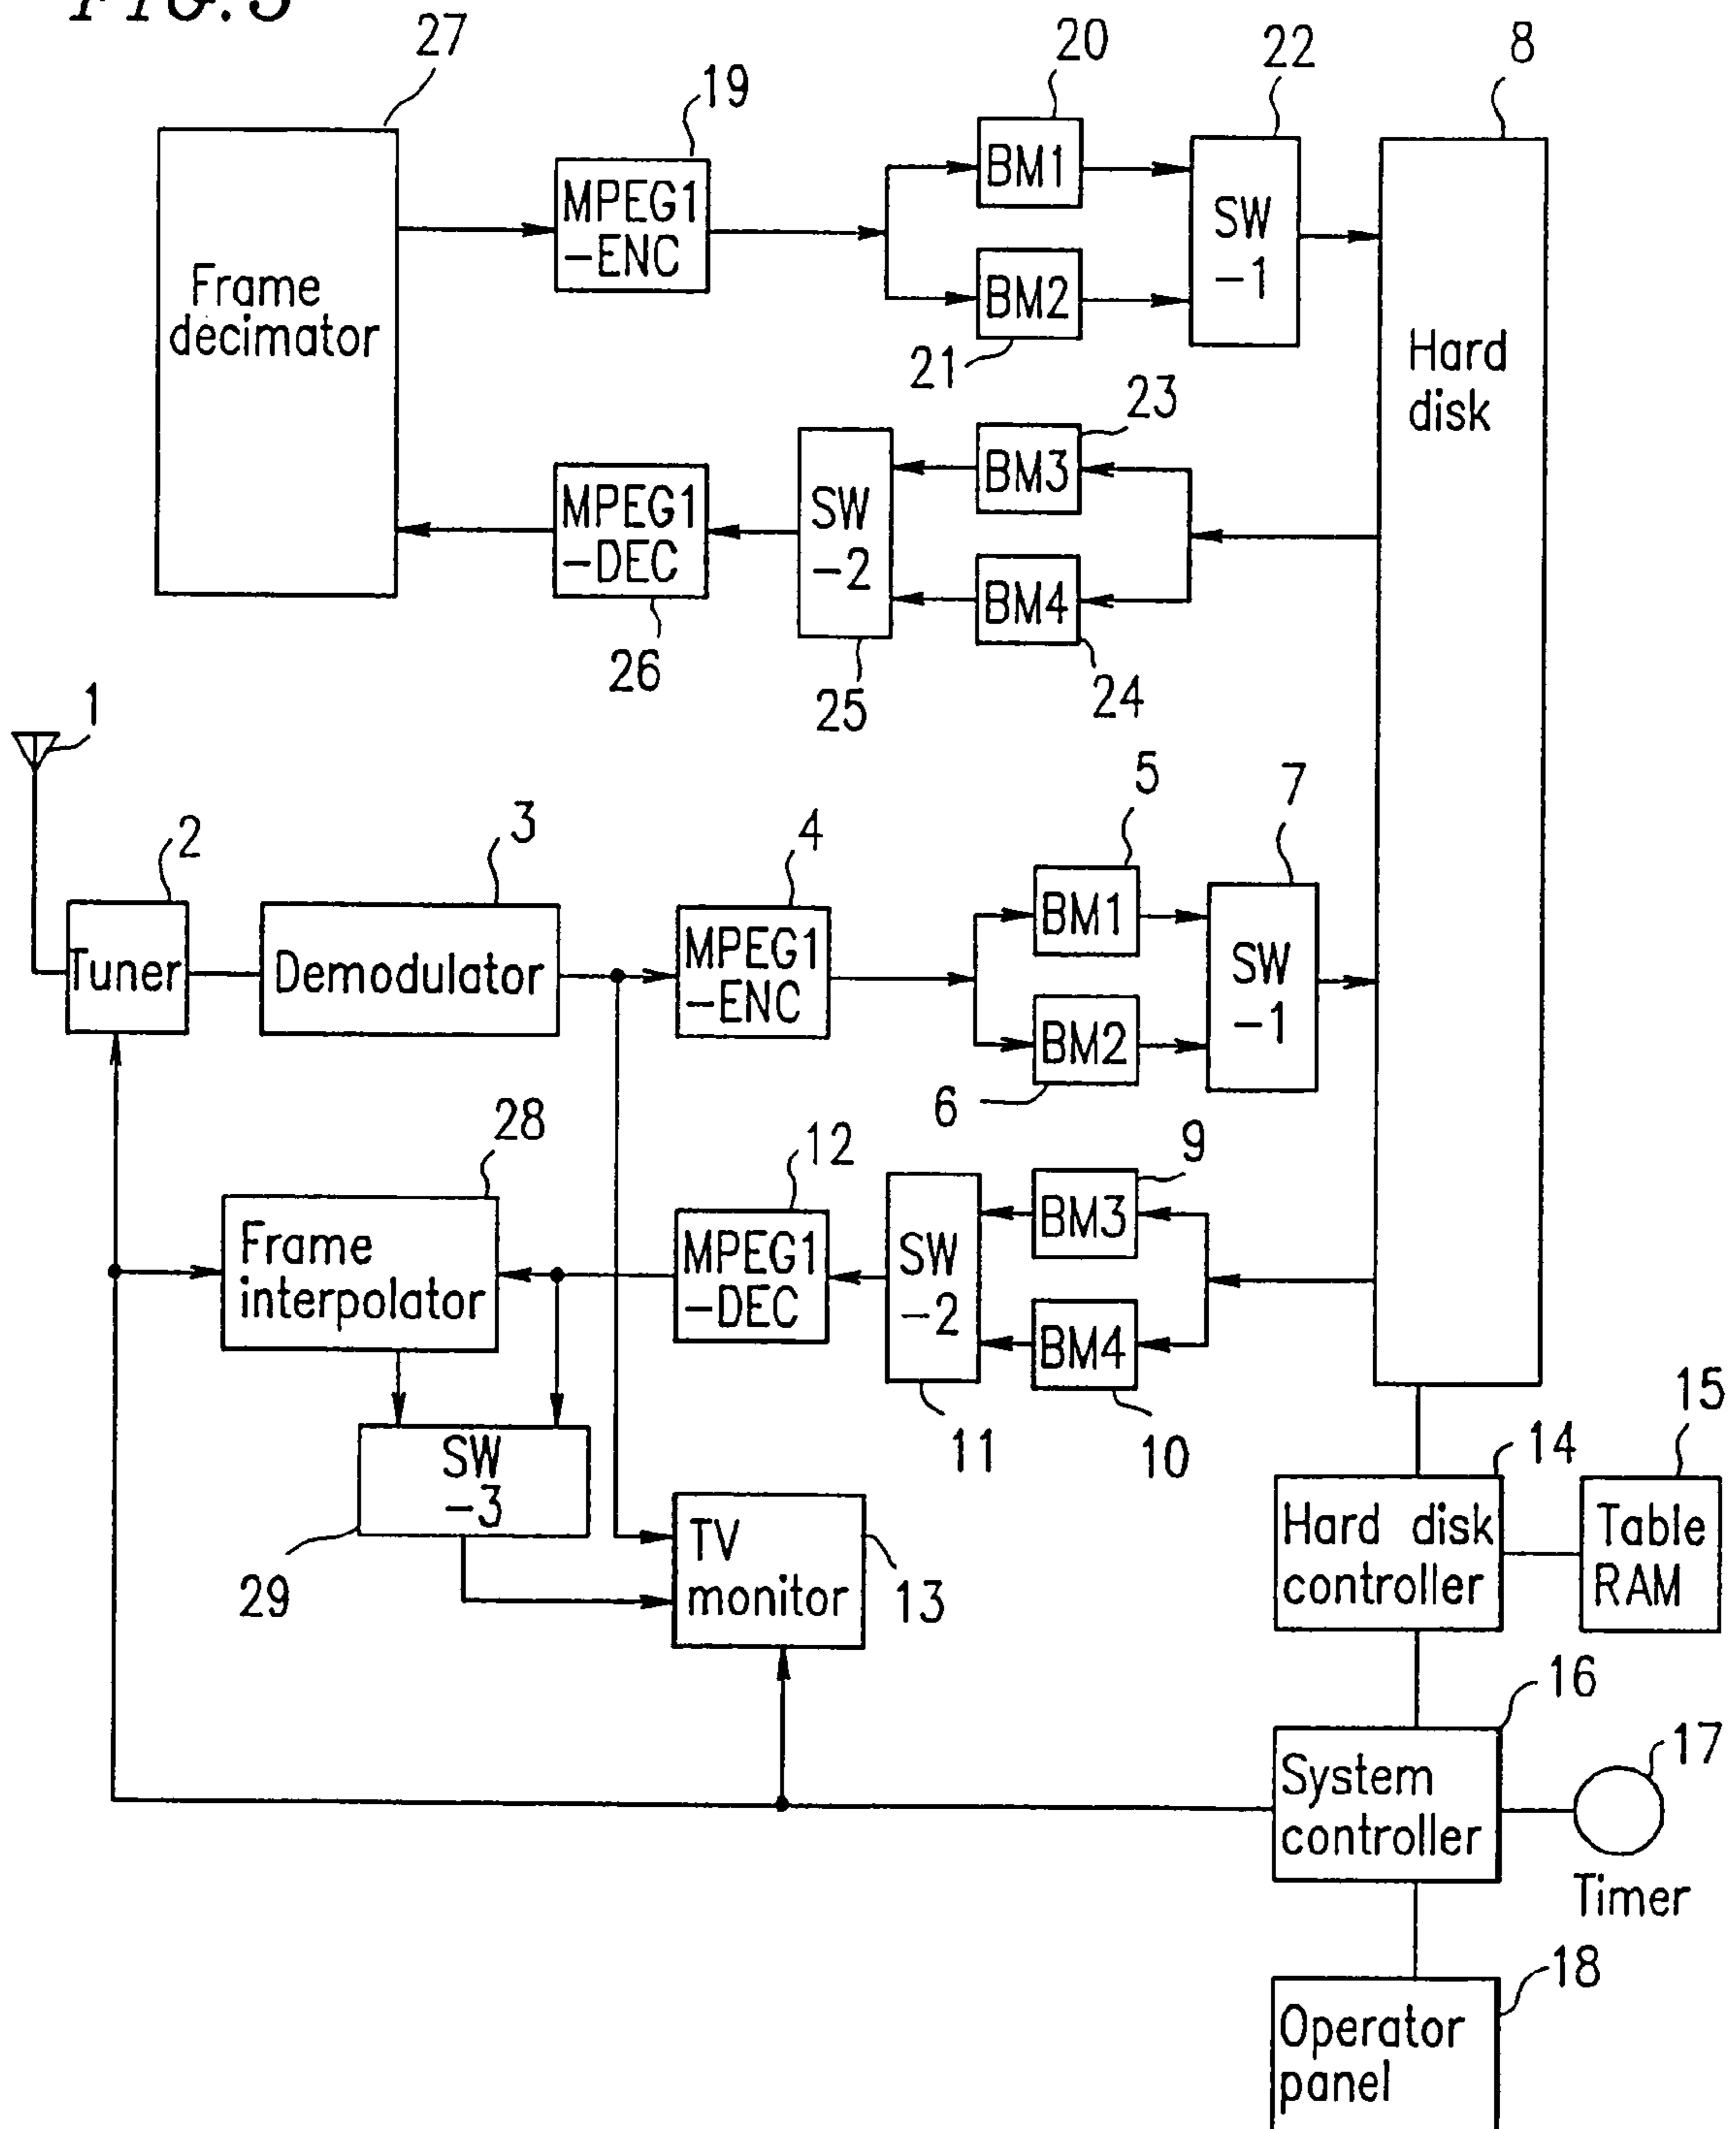 27
19
20
22
8
MPEG1
-ENC
BM1
SW
-1
BM2
Frame
decimator
21
Hard
disk
23
MPEG1
-DEC
SW
-2
BM3
BM4
26
25
24
1
2
3
4
5
7
Tuner
Demodulator
MPEG1
-ENC
BM1
BM2
SW
-1
6
28
12
9
Frame
interpolator
MPEG1
-DEC
SW
-2
BM3
BM4
11
10
SW
-3
29
TV
monitor
13
14
15
Hard disk
controller
Table
RAM
16
17
System
controller
Timer
18
Operator
panel